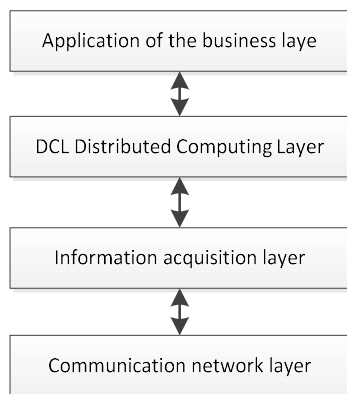 Application of the business laye
DCL Distributed Computing Layer
Information acquisition layer
Communication network layer